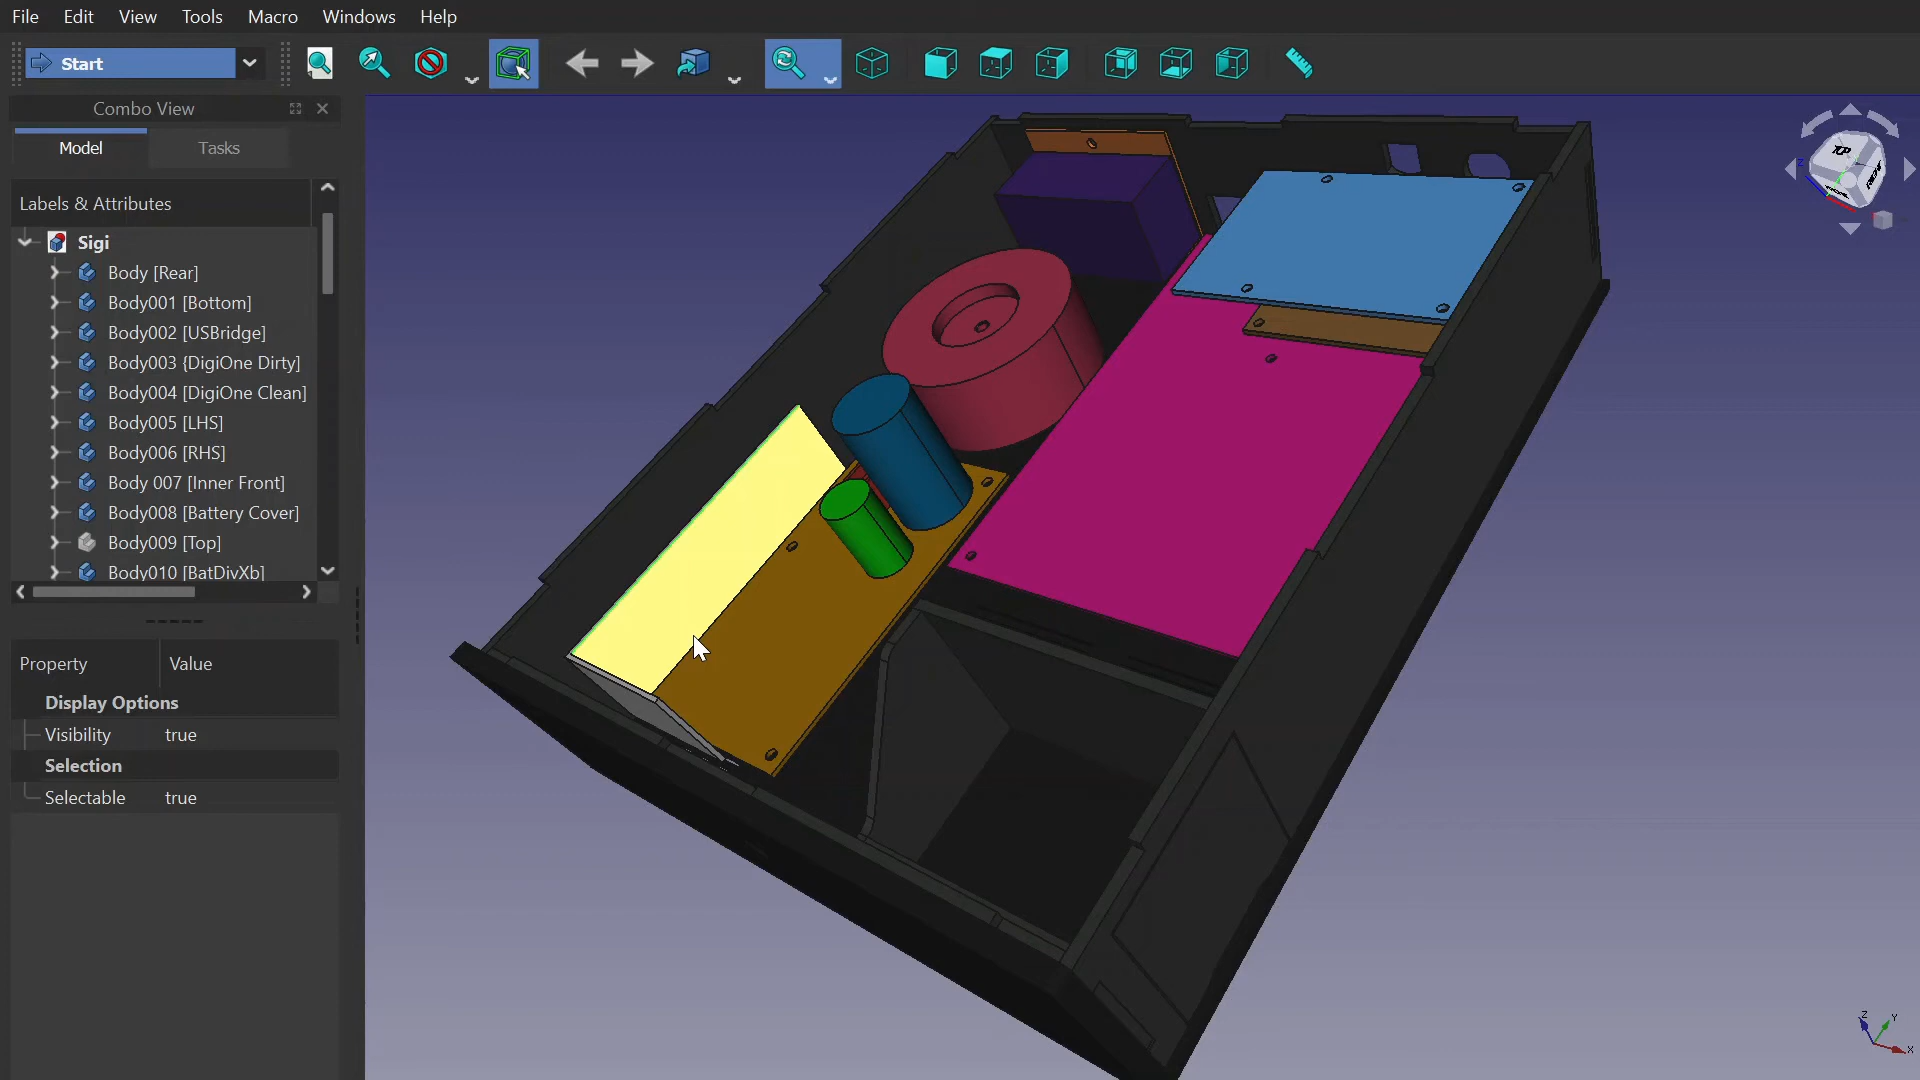 File Edit View Tools Macro Windows Help
Start
Combo View
Model Tasks
Labels & Attributes
Sigi
Body [Rear]
Body001 [Bottom]
Body002 [USBridge]
Body003 {DigiOne Dirty]
Body004 [DigiOne Clean]
Body005 [LHS]
Body006 [RHS]
Body 007 [Inner Front]
Body008 [Battery Cover]
Body009 [Top]
Body010 [BatDivXb]
Property Value
Display Options
Visibility true
Selection
Selectable true
TOP
Z
Z Y
X